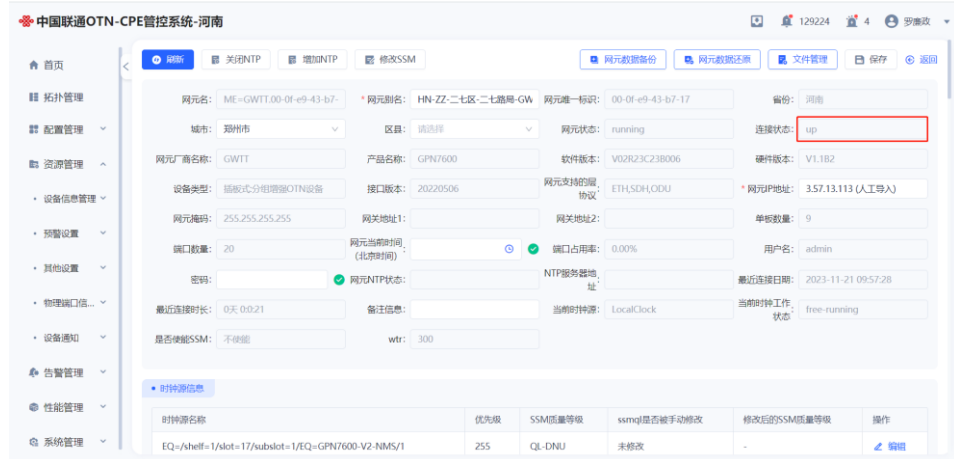 中国联通OTN-CPE管控系统-河南 129224 4 罗廉政
首页 刷新 关闭NTP 增加NTP 修改SSM 网元数据备份 网元数据还原 文件管理 保存 返回
拓扑管理
配置管理
资源管理
设备信息管理
预警设置
其他设置
物理端口信...
设备通知
告警管理
性能管理
系统管理
网元名: ME=GWTT,00-0f-e9-43-b7- * 网元别名: HN-ZZ-二七区-二七路局-GW 网元唯一标识: 00-0f-e9-43-b7-17 省份: 河南
城市: 郑州市 区县: 请选择 网元状态: running 连接状态: up
网元厂商名称: GWTT 产品名称: GPN7600 软件版本: V02R23C23B006 硬件版本: V1.1B2
设备类型: 插板式分组增强OTN设备 接口版本: 20220506 网元支持的层协议: ETH,SDH,ODU * 网元IP地址: 3.57.13.113 (人工导入)
网元掩码: 255.255.255.255 网关地址1: 网关地址2: 单板数量: 9
端口数量: 20 网元当前时间(北京时间): 端口占用率: 0.00% 用户名: admin
密码: 网元NTP状态: NTP服务器地址: 最近连接日期: 2023-11-21 09:57:28
最近连接时长: 0天 0:0:21 备注信息: 当前时钟源: LocalClock 当前时钟工作状态: free-running
是否使能SSM: 不使能 wtr: 300
时钟源信息
时钟源名称 优先级 SSM质量等级 ssmql是否被手动修改 修改后的SSM质量等级 操作
EQ=/shelf=1/slot=17/subslot=1/EQ=GPN7600-V2-NMS/1 255 QL-DNU 未修改 - 编辑